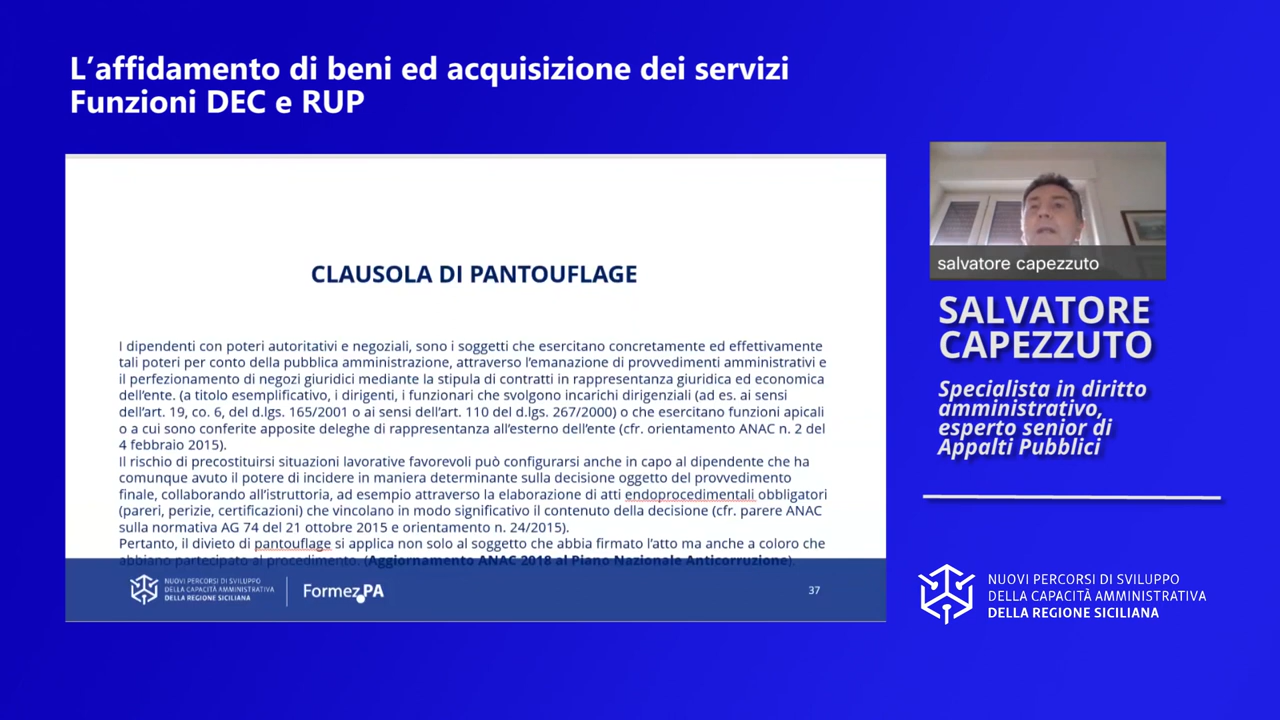 L’affidamento di beni ed acquisizione dei servizi
Funzioni DEC e RUP
CLAUSOLA DI PANTOUFLAGE
I dipendenti con poteri autoritativi e negoziali, sono i soggetti che esercitano concretamente ed effettivamente
tali poteri per conto della pubblica amministrazione, attraverso l’emanazione di provvedimenti amministrativi e
il perfezionamento di negozi giuridici mediante la stipula di contratti in rappresentanza giuridica ed economica
dell’ente. (a titolo esemplificativo, i dirigenti, i funzionari che svolgono incarichi dirigenziali (ad es. ai sensi
dell’art. 19, co. 6, del d.lgs. 165/2001 o ai sensi dell’art. 110 del d.lgs. 267/2000) o che esercitano funzioni apicali
o a cui sono conferite apposite deleghe di rappresentanza all’esterno dell’ente (cfr. orientamento ANAC n. 2 del
4 febbraio 2015).
Il rischio di precostituirsi situazioni lavorative favorevoli può configurarsi anche in capo al dipendente che ha
comunque avuto il potere di incidere in maniera determinante sulla decisione oggetto del provvedimento
finale, collaborando all’istruttoria, ad esempio attraverso la elaborazione di atti endoprocedimentali obbligatori
(pareri, perizie, certificazioni) che vincolano in modo significativo il contenuto della decisione (cfr. parere ANAC
sulla normativa AG 74 del 21 ottobre 2015 e orientamento n. 24/2015).
Pertanto, il divieto di pantouflage si applica non solo al soggetto che abbia firmato l’atto ma anche a coloro che
abbiano partecipato al procedimento. (Aggiornamento ANAC 2018 al Piano Nazionale Anticorruzione).
NUOVI PERCORSI DI SVILUPPO
DELLA CAPACITÀ AMMINISTRATIVA
DELLA REGIONE SICILIANA
Formez PA
37
salvatore capezzuto
SALVATORE
CAPEZZUTO
Specialista in diritto
amministrativo,
esperto senior di
Appalti Pubblici
NUOVI PERCORSI DI SVILUPPO
DELLA CAPACITÀ AMMINISTRATIVA
DELLA REGIONE SICILIANA